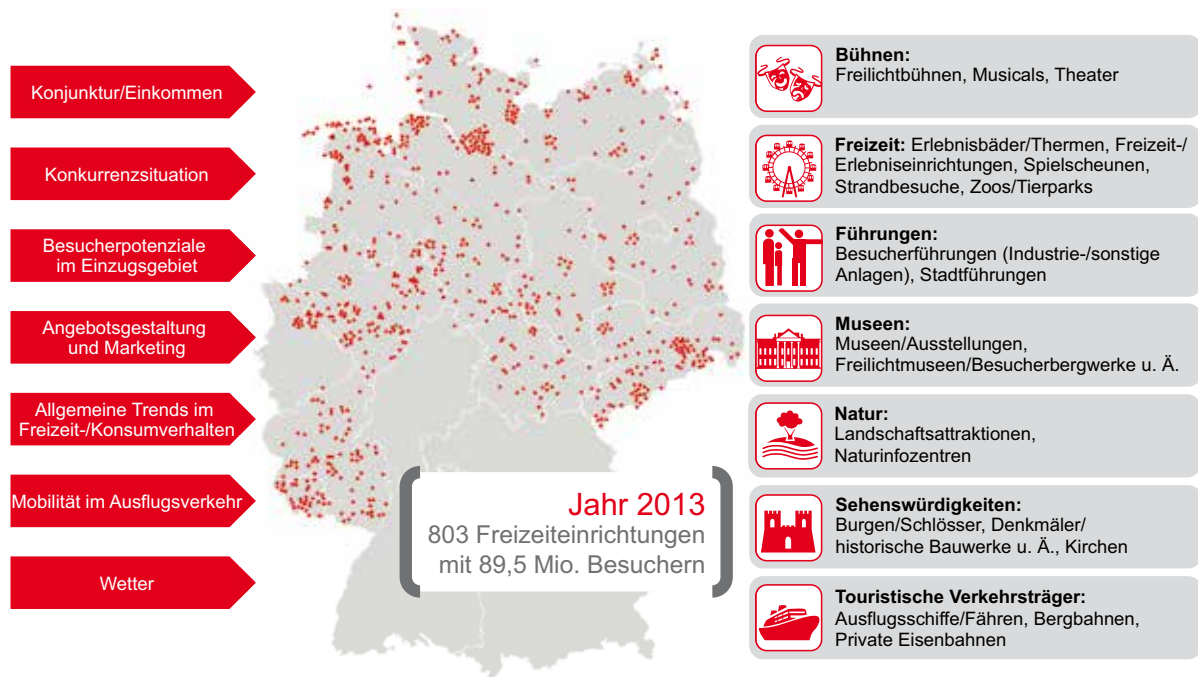 Konjunktur/Einkommen
Konkurrenzsituation
Besucherpotenziale
im Einzugsgebiet
Angebotsgestaltung
und Marketing
Allgemeine Trends im
Freizeit-/Konsumverhalten
Mobilität im Ausflugsverkehr
Wetter
Jahr 2013
803 Freizeiteinrichtungen
mit 89,5 Mio. Besuchern
Bühnen:
Freilichtbühnen, Musicals, Theater
Freizeit: Erlebnisbäder/Thermen, Freizeit-/
Erlebniseinrichtungen, Spielscheunen,
Strandbesuche, Zoos/Tierparks
Führungen:
Besucherführungen (Industrie-/sonstige
Anlagen), Stadtführungen
Museen:
Museen/Ausstellungen,
Freilichtmuseen/Besucherbergwerke u. Ä.
Natur:
Landschaftsattraktionen,
Naturinfozentren
Sehenswürdigkeiten:
Burgen/Schlösser, Denkmäler/
historische Bauwerke u. Ä., Kirchen
Touristische Verkehrsträger:
Ausflugsschiffe/Fähren, Bergbahnen,
Private Eisenbahnen